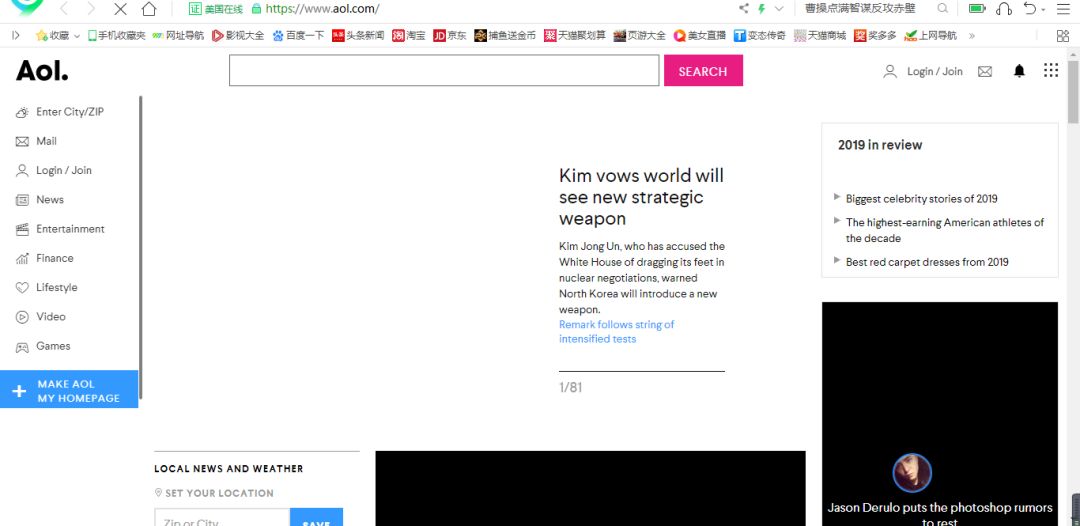 证 美国在线 https://www.aol.com/ 曹操点满智谋反攻赤壁
收藏 手机收藏夹 网址导航 影视大全 百度一下 头条 头条新闻 淘 淘宝 JD 京东 捕鱼送金币 聚 天猫聚划算 页游大全 美女直播 变态传奇 天猫商城 奖 奖多多 上网导航 »
Aol.
SEARCH
Login / Join
Enter City/ZIP
Mail
Login / Join
News
Entertainment
Finance
Lifestyle
Video
Games
MAKE AOL
MY HOMEPAGE
Kim vows world will
see new strategic
weapon
Kim Jong Un, who has accused the
White House of dragging its feet in
nuclear negotiations, warned
North Korea will introduce a new
weapon.
Remark follows string of
intensified tests
1/81
2019 in review
Biggest celebrity stories of 2019
The highest-earning American athletes of
the decade
Best red carpet dresses from 2019
LOCAL NEWS AND WEATHER
SET YOUR LOCATION
Zip or City
SAVE
Jason Derulo puts the photoshop rumors
to rest